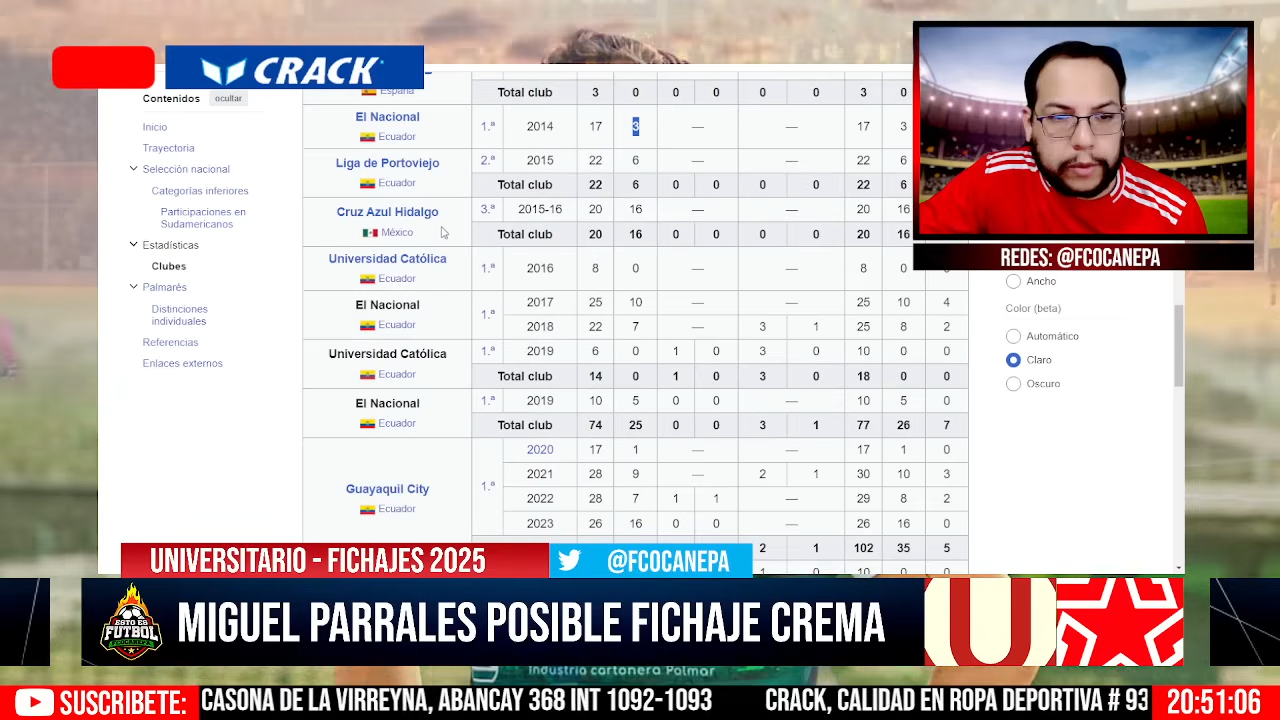 CRACK
Contenidos ocultar
Inicio
Trayectoria
Selección nacional
Categorías inferiores
Participaciones en
Sudamericanos
Estadísticas
Clubes
Palmarés
Distinciones
individuales
Referencias
Enlaces externos
España Total club 3 0 0 0 0 0 3 0
El Nacional
Ecuador
1.ª 2014 17 3 — — 17 3
Liga de Portoviejo
Ecuador
2.ª 2015 22 6 — — 22 6
Total club 22 6 0 0 0 0 22 6
Cruz Azul Hidalgo
México
3.ª 2015-16 20 16 — — 20 16
Total club 20 16 0 0 0 0 20 16
Universidad Católica
Ecuador
1.ª 2016 8 0 — — 8 0
El Nacional
Ecuador
1.ª
2017 25 10 — — 25 10 4
2018 22 7 — 3 1 25 8 2
Universidad Católica
Ecuador
1.ª 2019 6 0 1 0 3 0 10 0 0
Total club 14 0 1 0 3 0 18 0 0
El Nacional
Ecuador
1.ª 2019 10 5 0 0 — 10 5 0
Total club 74 25 0 0 3 1 77 26 7
Guayaquil City
Ecuador
1.ª
2020 17 1 — — 17 1 0
2021 28 9 — 2 1 30 10 3
2022 28 7 1 1 — 29 8 2
2023 26 16 0 0 — 26 16 0
2 1 102 35 5
REDES: @FCOCANEPA
Ancho
Color (beta)
Automático
Claro
Oscuro
UNIVERSITARIO - FICHAJES 2025
@FCOCANEPA
ESTO ES
FUTBOL
FCOCANEPA
MIGUEL PARRALES POSIBLE FICHAJE CREMA
U
Industria cartonera Palmar
SUSCRIBETE: CASONA DE LA VIRREYNA, ABANCAY 368 INT 1092-1093 CRACK, CALIDAD EN ROPA DEPORTIVA # 93 20:51:06